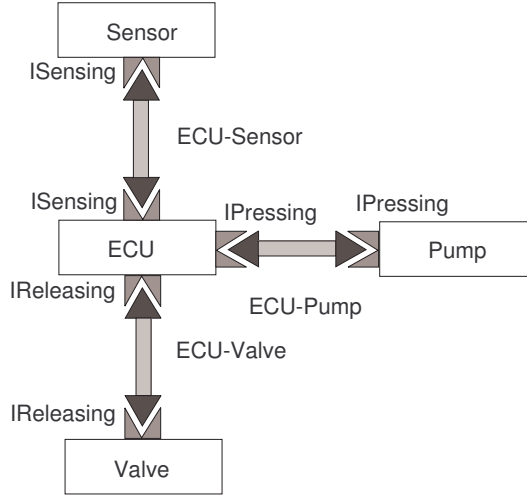 Sensor
ISensing
ECU-Sensor
ISensing
IPressing
IPressing
ECU
Pump
IReleasing
ECU-Pump
ECU-Valve
IReleasing
Valve